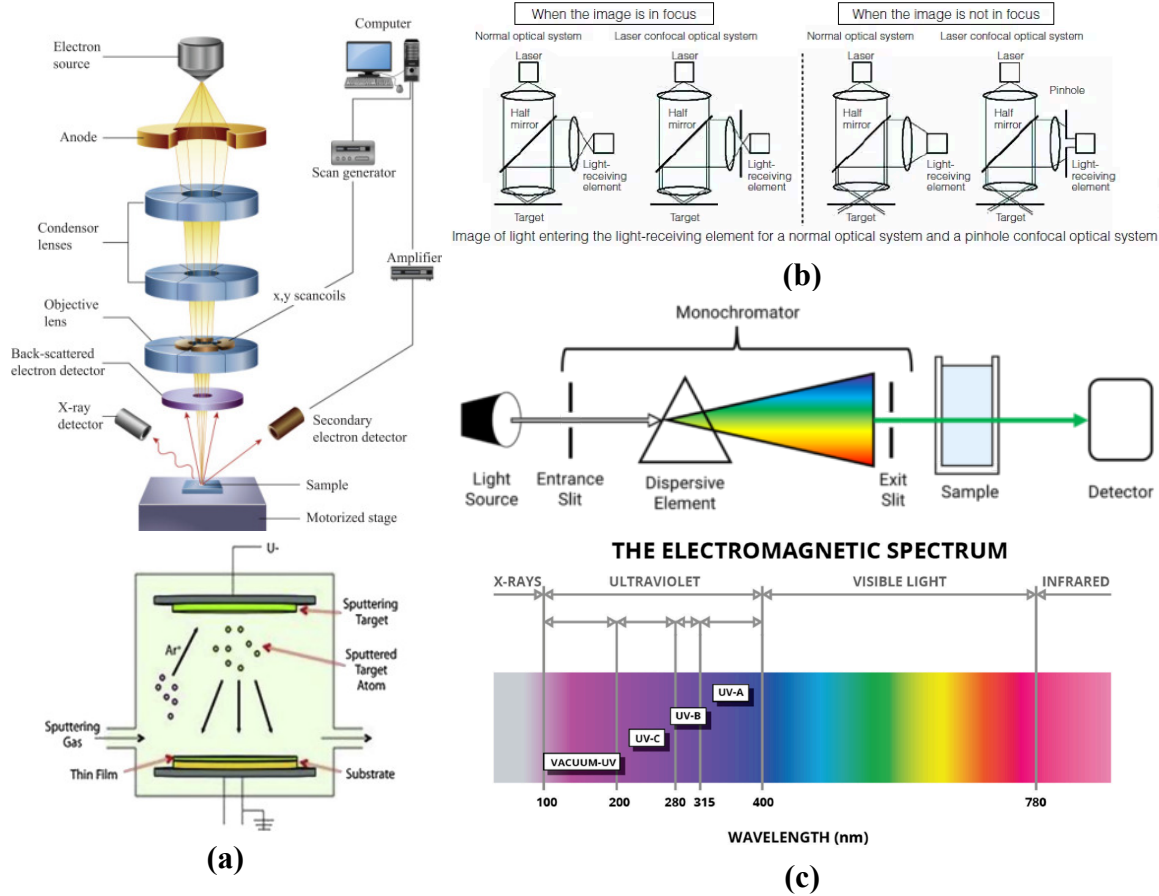 Computer
Electron
source
Anode
Scan generator
Condensor
lenses
Amplifier
x,y scancoils
Objective
lens
Back-scattered
electron detector
X-ray
detector
Secondary
electron detector
Sample
Motorized stage
U-
Sputtering
Target
Ar+
Sputtered
Target
Atom
Sputtering
Gas
Thin Film
Substrate
(a)
When the image is in focus
When the image is not in focus
Normal optical system
Laser confocal optical system
Normal optical system
Laser confocal optical system
Laser
Laser
Laser
Laser
Pinhole
Half
mirror
Half
mirror
Half
mirror
Half
mirror
Light-
receiving
element
Light-
receiving
element
Light-
receiving
element
Light-
receiving
element
Target
Target
Target
Target
Image of light entering the light-receiving element for a normal optical system and a pinhole confocal optical system
(b)
Monochromator
Light
Source
Entrance
Slit
Dispersive
Element
Exit
Slit
Sample
Detector
THE ELECTROMAGNETIC SPECTRUM
X-RAYS ULTRAVIOLET VISIBLE LIGHT INFRARED
UV-A
UV-B
UV-C
VACUUM-UV
100 200 280 315 400 780
WAVELENGTH (nm)
(c)